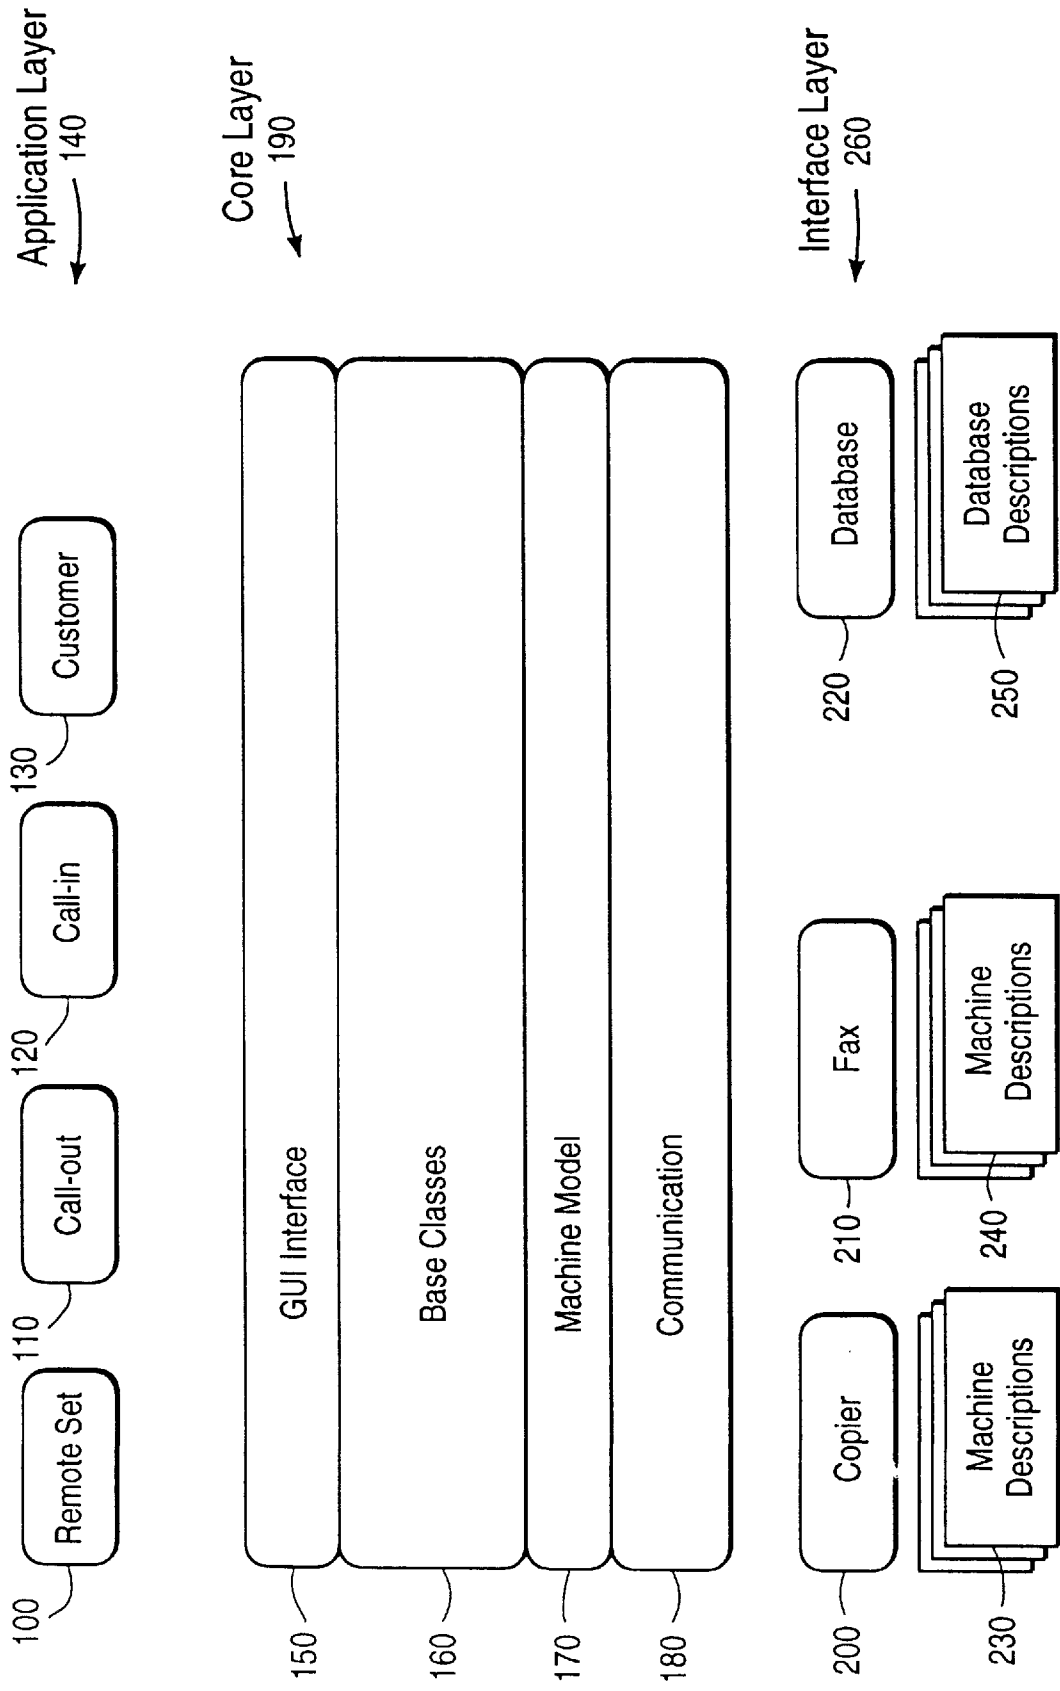 100
Remote Set
110
Call-out
120
Call-in
130
Customer
Application Layer
140
150
GUI Interface
160
Base Classes
170
Machine Model
180
Communication
Core Layer
190
200
Copier
210
Fax
220
Database
Interface Layer
260
230
Machine
Descriptions
240
Machine
Descriptions
250
Database
Descriptions